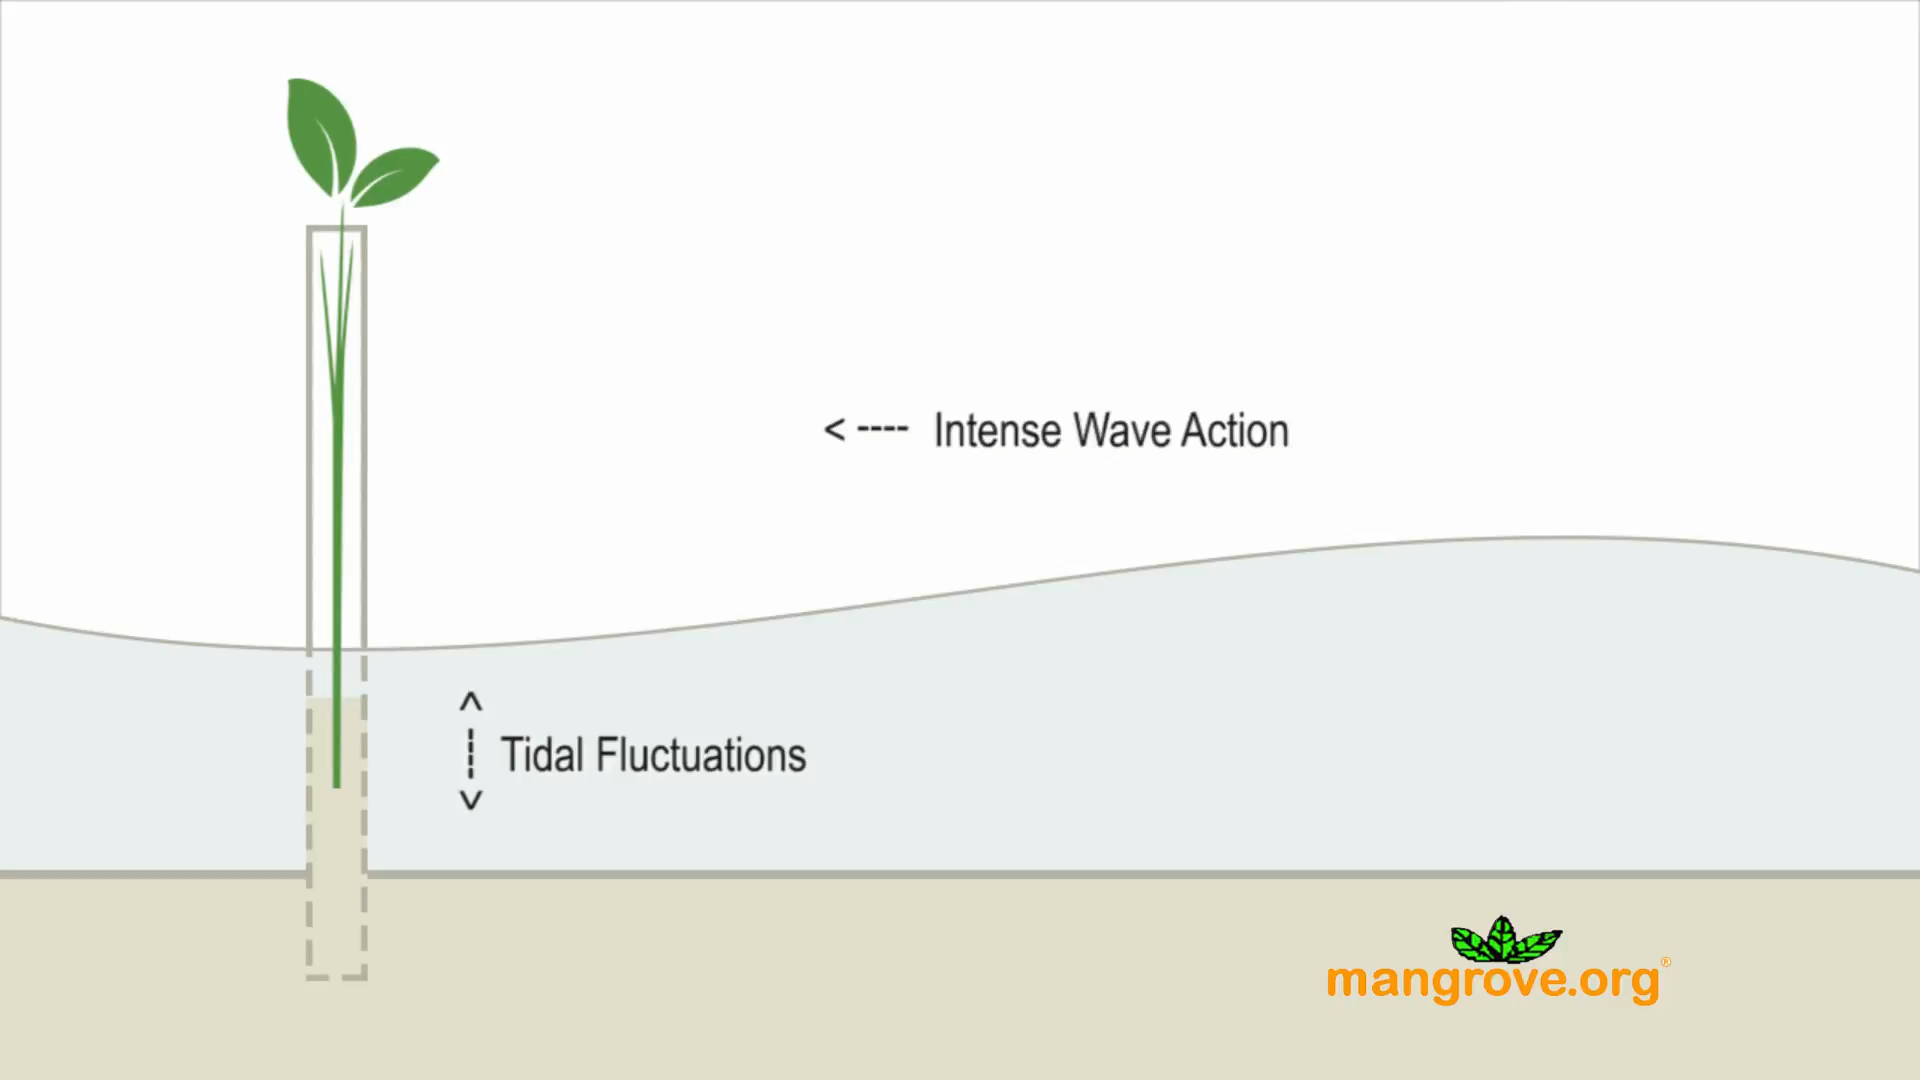 < ---- Intense Wave Action
Tidal Fluctuations
mangrove.org®